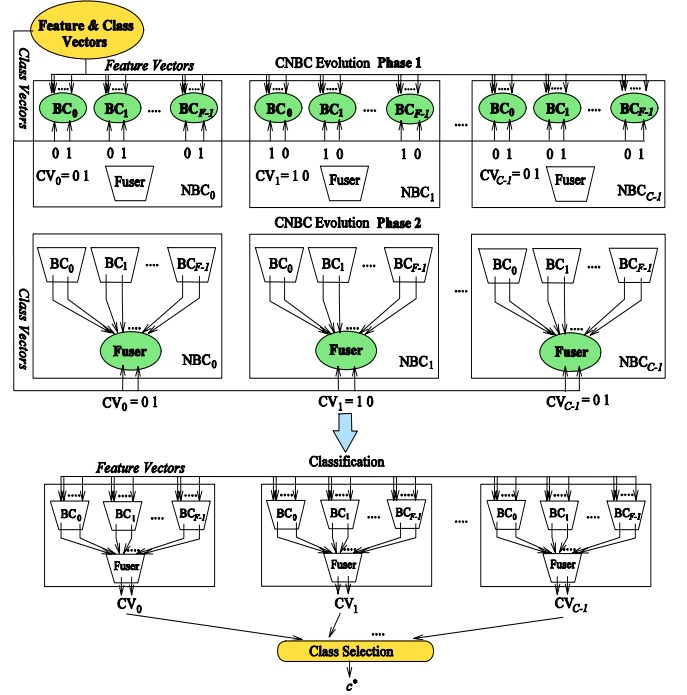 Feature & Class
Vectors
Class Vectors
Feature Vectors
CNBC Evolution Phase 1
.... .... ....
BC0 BC1 .... BCF-1
0 1 0 1 0 1
CV0= 0 1
Fuser
NBC0
.... .... ....
BC0 BC1 .... BCF-1
1 0 1 0 1 0
CV1= 1 0
Fuser
NBC1
....
.... .... ....
BC0 BC1 .... BCF-1
0 1 0 1 0 1
CVC-1= 0 1
Fuser
NBCC-1
CNBC Evolution Phase 2
Class Vectors
BC0 BC1 .... BCF-1
....
Fuser
NBC0
CV0= 0 1
BC0 BC1 .... BCF-1
....
Fuser
NBC1
CV1= 1 0
....
BC0 BC1 .... BCF-1
....
Fuser
NBCC-1
CVC-1= 0 1
Classification
Feature Vectors
.... .... ....
BC0 BC1 .... BCF-1
....
Fuser
CV0
.... .... ....
BC0 BC1 .... BCF-1
....
Fuser
CV1
....
.... .... ....
BC0 BC1 .... BCF-1
....
Fuser
CVC-1
....
Class Selection
c*